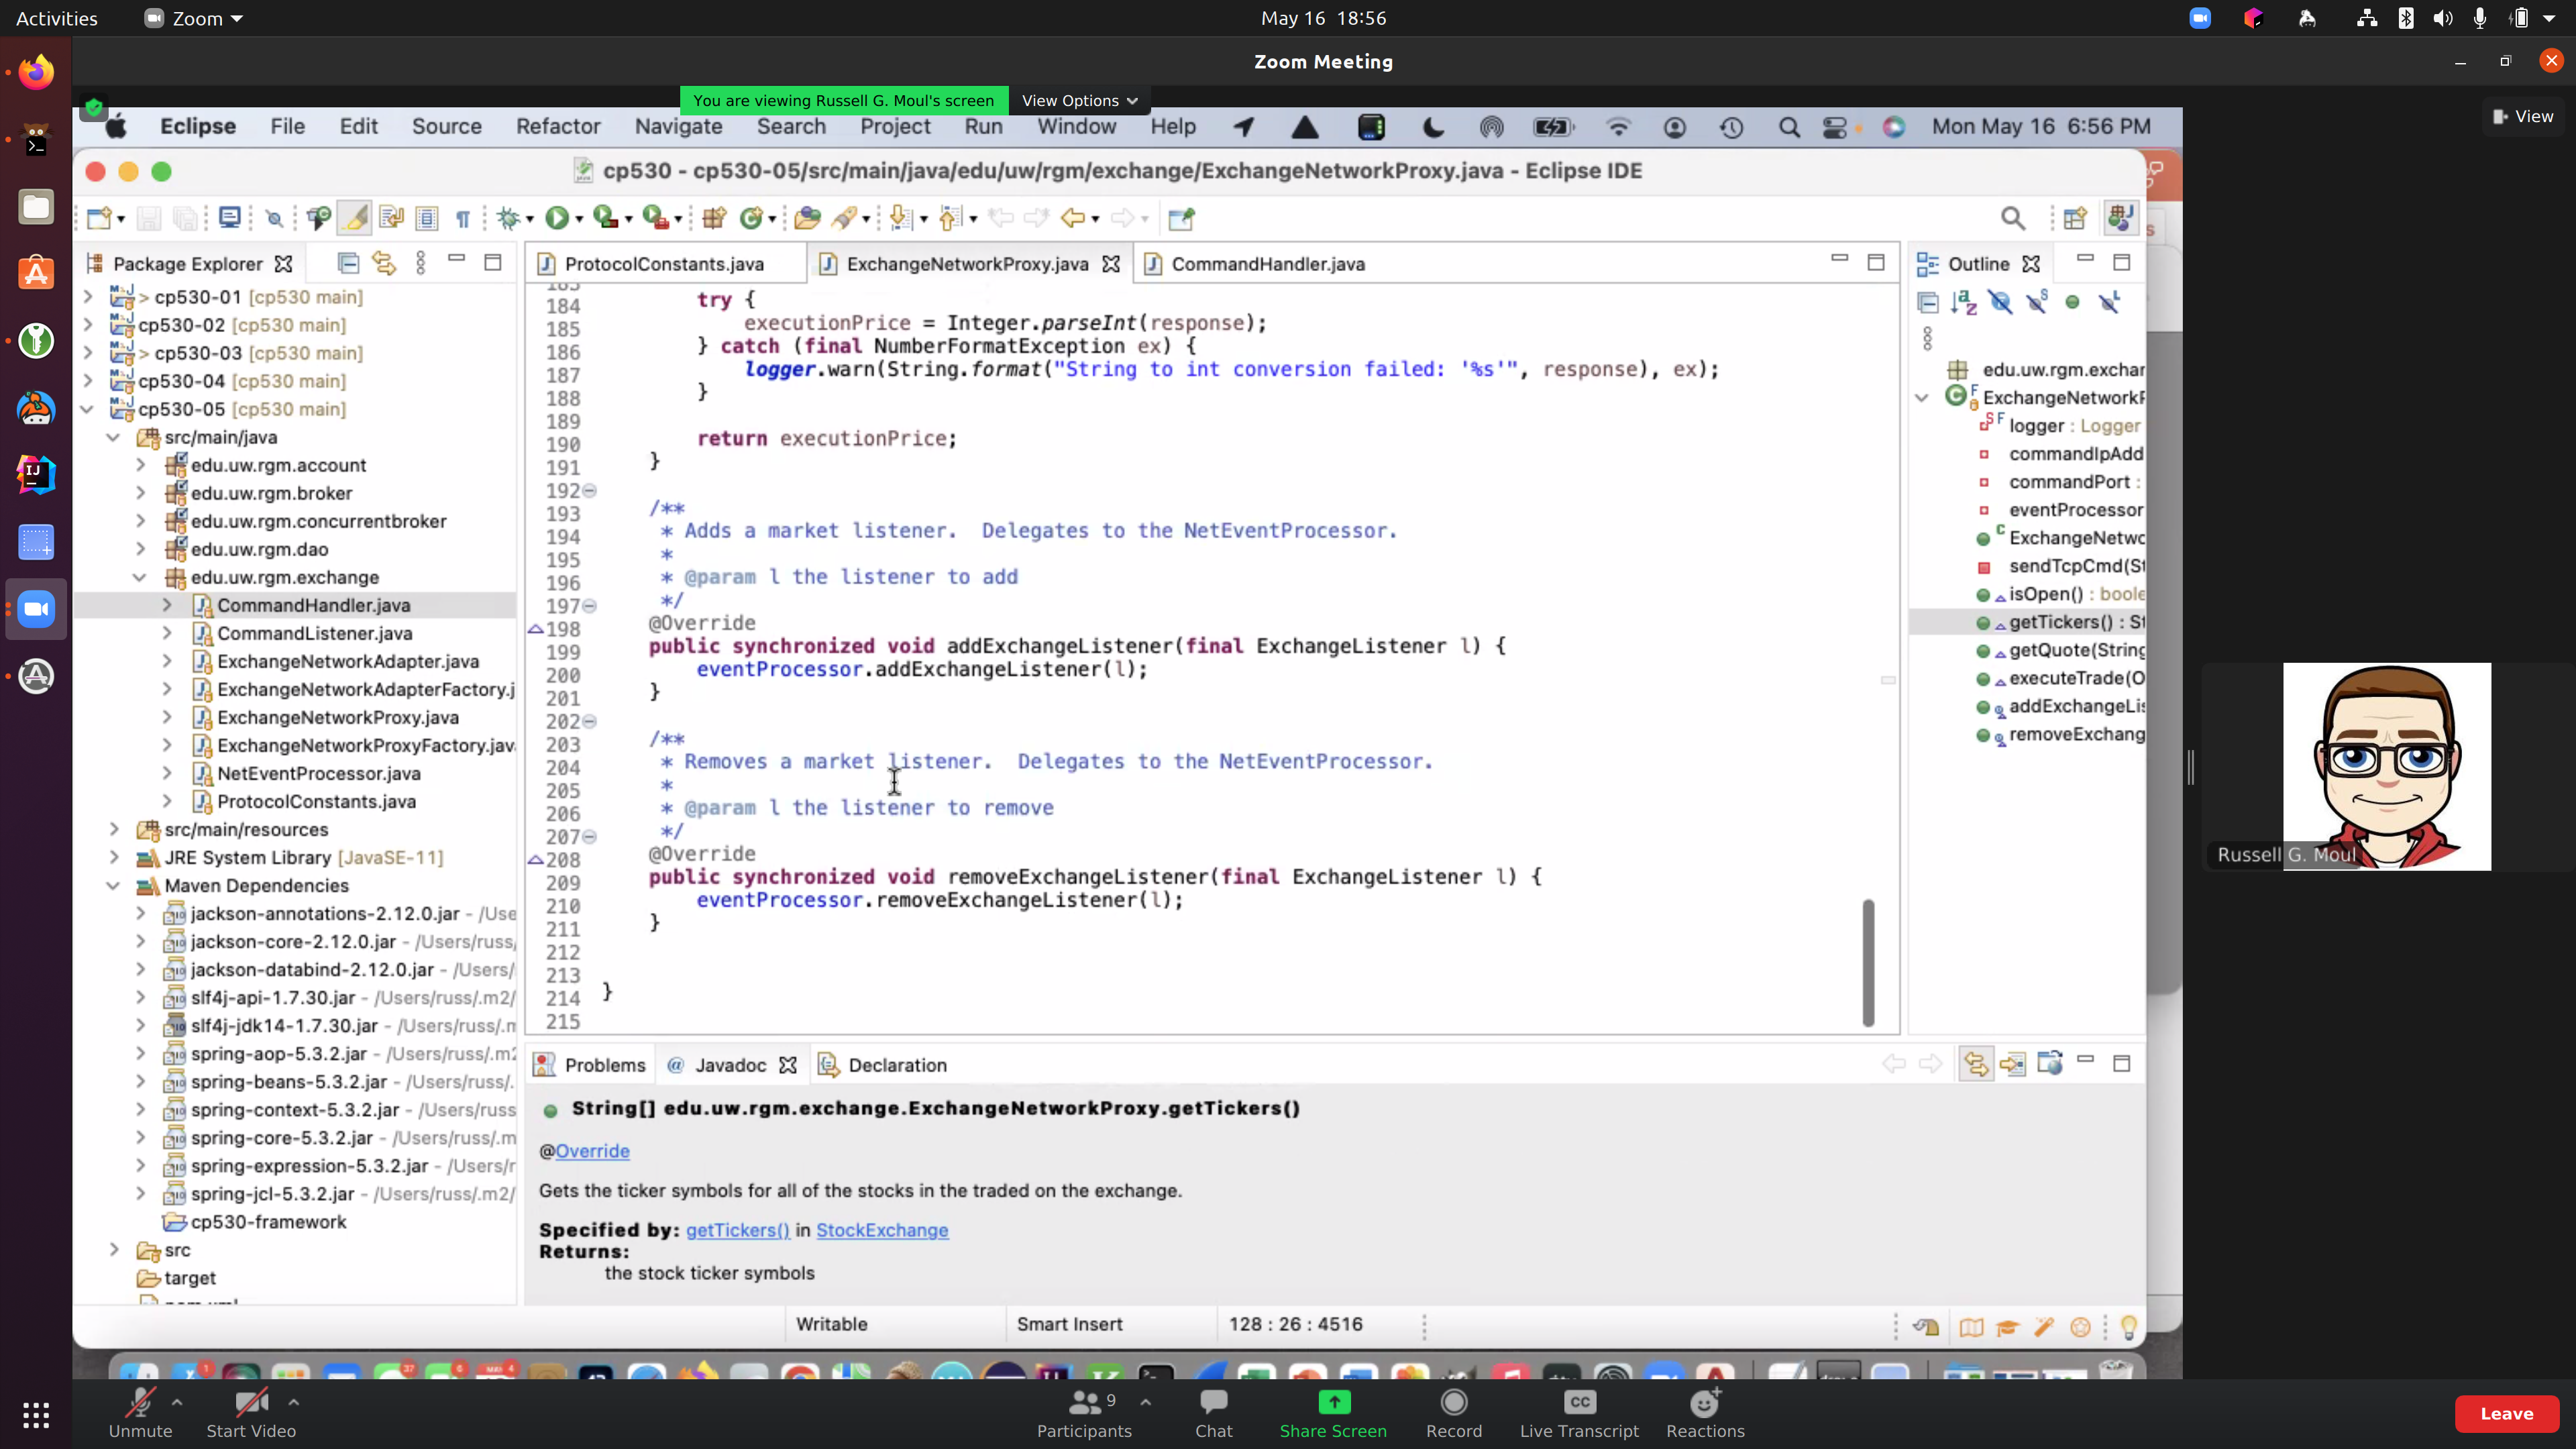 Activities
Zoom
May 16 18:56
Zoom Meeting
You are viewing Russell G. Moul's screen
View Options
View
Eclipse File Edit Source Refactor Navigate Search Project Run Window Help
Mon May 16 6:56 PM
cp530 - cp530-05/src/main/java/edu/uw/rgm/exchange/ExchangeNetworkProxy.java - Eclipse IDE
Package Explorer
> cp530-01 [cp530 main]
cp530-02 [cp530 main]
> cp530-03 [cp530 main]
cp530-04 [cp530 main]
cp530-05 [cp530 main]
src/main/java
edu.uw.rgm.account
edu.uw.rgm.broker
edu.uw.rgm.concurrentbroker
edu.uw.rgm.dao
edu.uw.rgm.exchange
CommandHandler.java
CommandListener.java
ExchangeNetworkAdapter.java
ExchangeNetworkAdapterFactory.j
ExchangeNetworkProxy.java
ExchangeNetworkProxyFactory.jav
NetEventProcessor.java
ProtocolConstants.java
src/main/resources
JRE System Library [JavaSE-11]
Maven Dependencies
jackson-annotations-2.12.0.jar - /Use
jackson-core-2.12.0.jar - /Users/russ/
jackson-databind-2.12.0.jar - /Users/
slf4j-api-1.7.30.jar - /Users/russ/.m2/
slf4j-jdk14-1.7.30.jar - /Users/russ/.m
spring-aop-5.3.2.jar - /Users/russ/.m2
spring-beans-5.3.2.jar - /Users/russ/.
spring-context-5.3.2.jar - /Users/russ
spring-core-5.3.2.jar - /Users/russ/.m
spring-expression-5.3.2.jar - /Users/r
spring-jcl-5.3.2.jar - /Users/russ/.m2/
cp530-framework
src
target
ProtocolConstants.java
ExchangeNetworkProxy.java
CommandHandler.java
184 try {
185 executionPrice = Integer.parseInt(response);
186 } catch (final NumberFormatException ex) {
187 logger.warn(String.format("String to int conversion failed: '%s'", response), ex);
188 }
189
190 return executionPrice;
191 }
192
193 /**
194 * Adds a market listener.  Delegates to the NetEventProcessor.
195 *
196 * @param l the listener to add
197 */
198 @Override
199 public synchronized void addExchangeListener(final ExchangeListener l) {
200 eventProcessor.addExchangeListener(l);
201 }
202
203 /**
204 * Removes a market listener.  Delegates to the NetEventProcessor.
205 *
206 * @param l the listener to remove
207 */
208 @Override
209 public synchronized void removeExchangeListener(final ExchangeListener l) {
210 eventProcessor.removeExchangeListener(l);
211 }
212
213
214 }
215
Outline
edu.uw.rgm.exchar
ExchangeNetworkP
logger : Logger
commandIpAdd
commandPort :
eventProcessor
ExchangeNetwo
sendTcpCmd(St
isOpen() : boole
getTickers() : St
getQuote(String
executeTrade(O
addExchangeLis
removeExchang
Problems
@ Javadoc
Declaration
String[] edu.uw.rgm.exchange.ExchangeNetworkProxy.getTickers()
@Override
Gets the ticker symbols for all of the stocks in the traded on the exchange.
Specified by: getTickers() in StockExchange
Returns:
the stock ticker symbols
Writable
Smart Insert
128 : 26 : 4516
Russell G. Moul
Unmute
Start Video
Participants
9
Chat
Share Screen
Record
CC
Live Transcript
Reactions
Leave